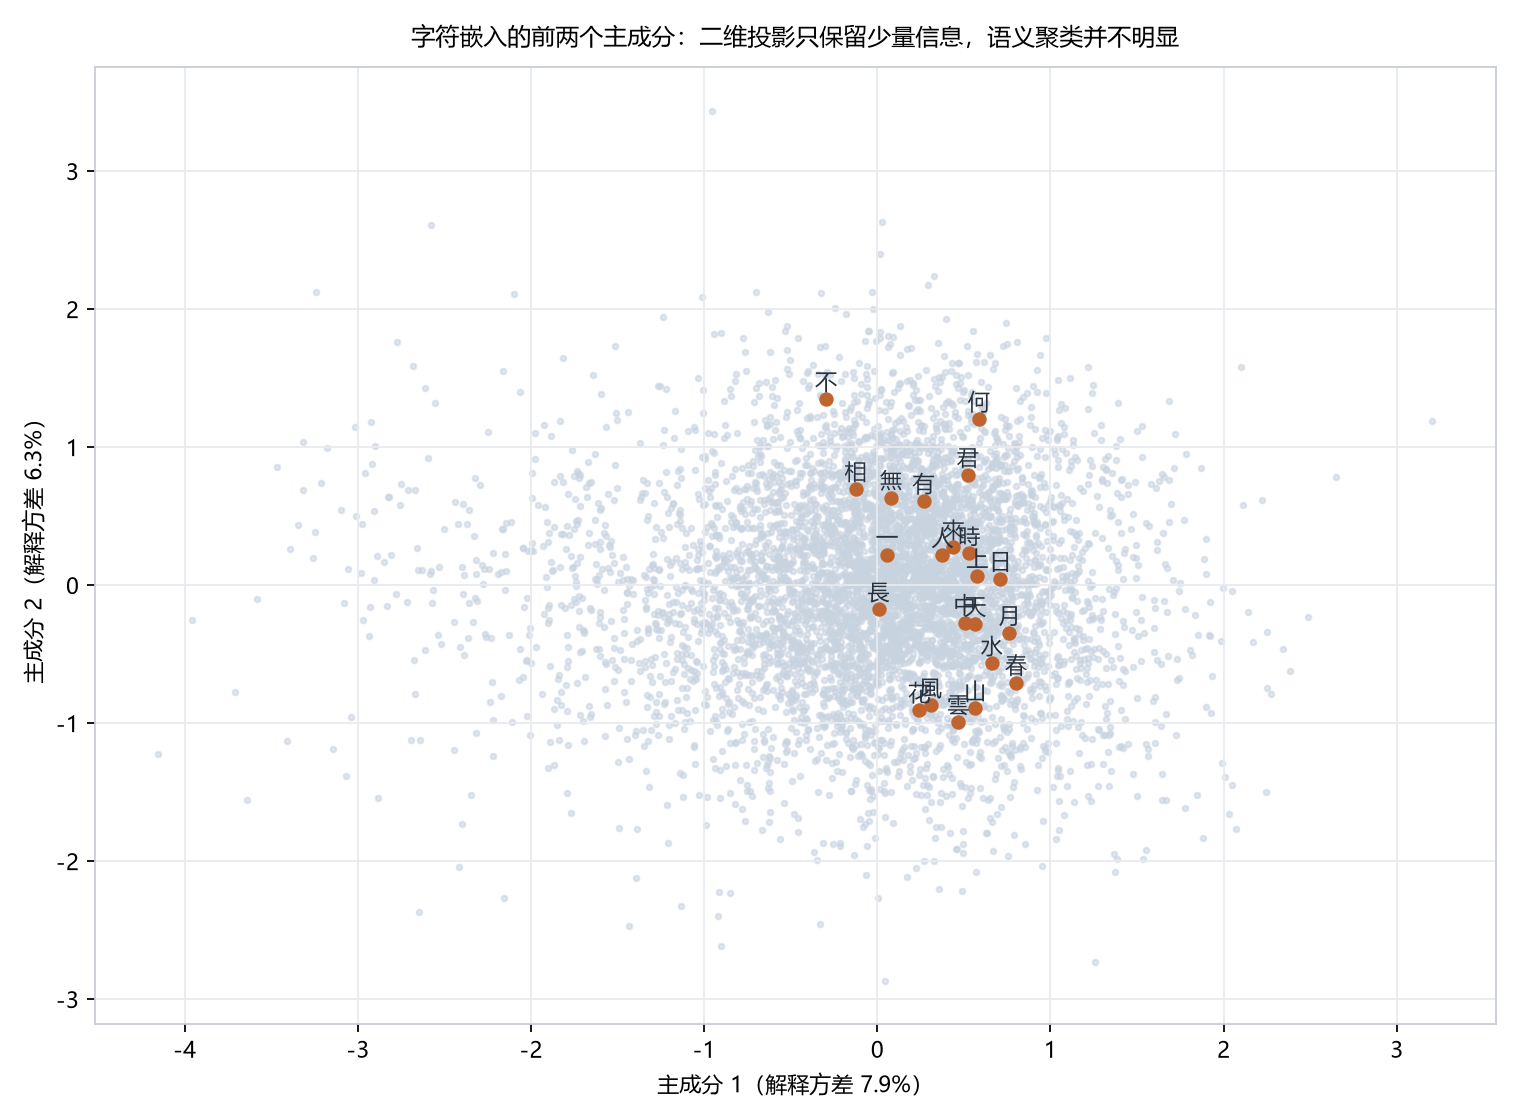 字符嵌入的前两个主成分：二维投影只保留少量信息，语义聚类并不明显
3
2
1
0
-1
-2
-3
主成分 2（解释方差 6.3%）
不
何
君
相
無
有
一
人
來
時
上
日
長
中
天
月
水
春
花
風
雲
山
-4
-3
-2
-1
0
1
2
3
主成分 1（解释方差 7.9%）